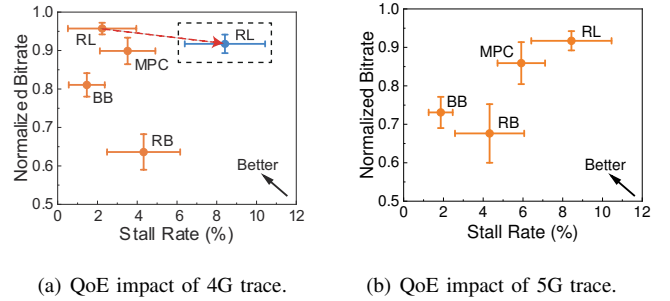 Normalized Bitrate
1.0
0.9
0.8
0.7
0.6
0.5
RL
RL
MPC
BB
RB
Better
0 2 4 6 8 10 12
Stall Rate (%)
(a) QoE impact of 4G trace.
Normalized Bitrate
1.0
0.9
0.8
0.7
0.6
0.5
RL
MPC
BB
RB
Better
0 2 4 6 8 10 12
Stall Rate (%)
(b) QoE impact of 5G trace.